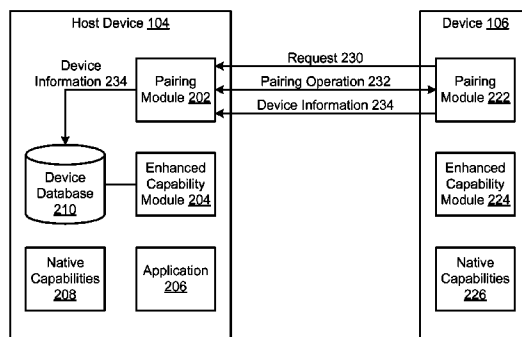 Host Device 104
Device 106
Device
Information 234
Pairing
Module 202
Request 230
Pairing Operation 232
Device Information 234
Pairing
Module 222
Device
Database
210
Enhanced
Capability
Module 204
Enhanced
Capability
Module 224
Native
Capabilities
208
Application
206
Native
Capabilities
226